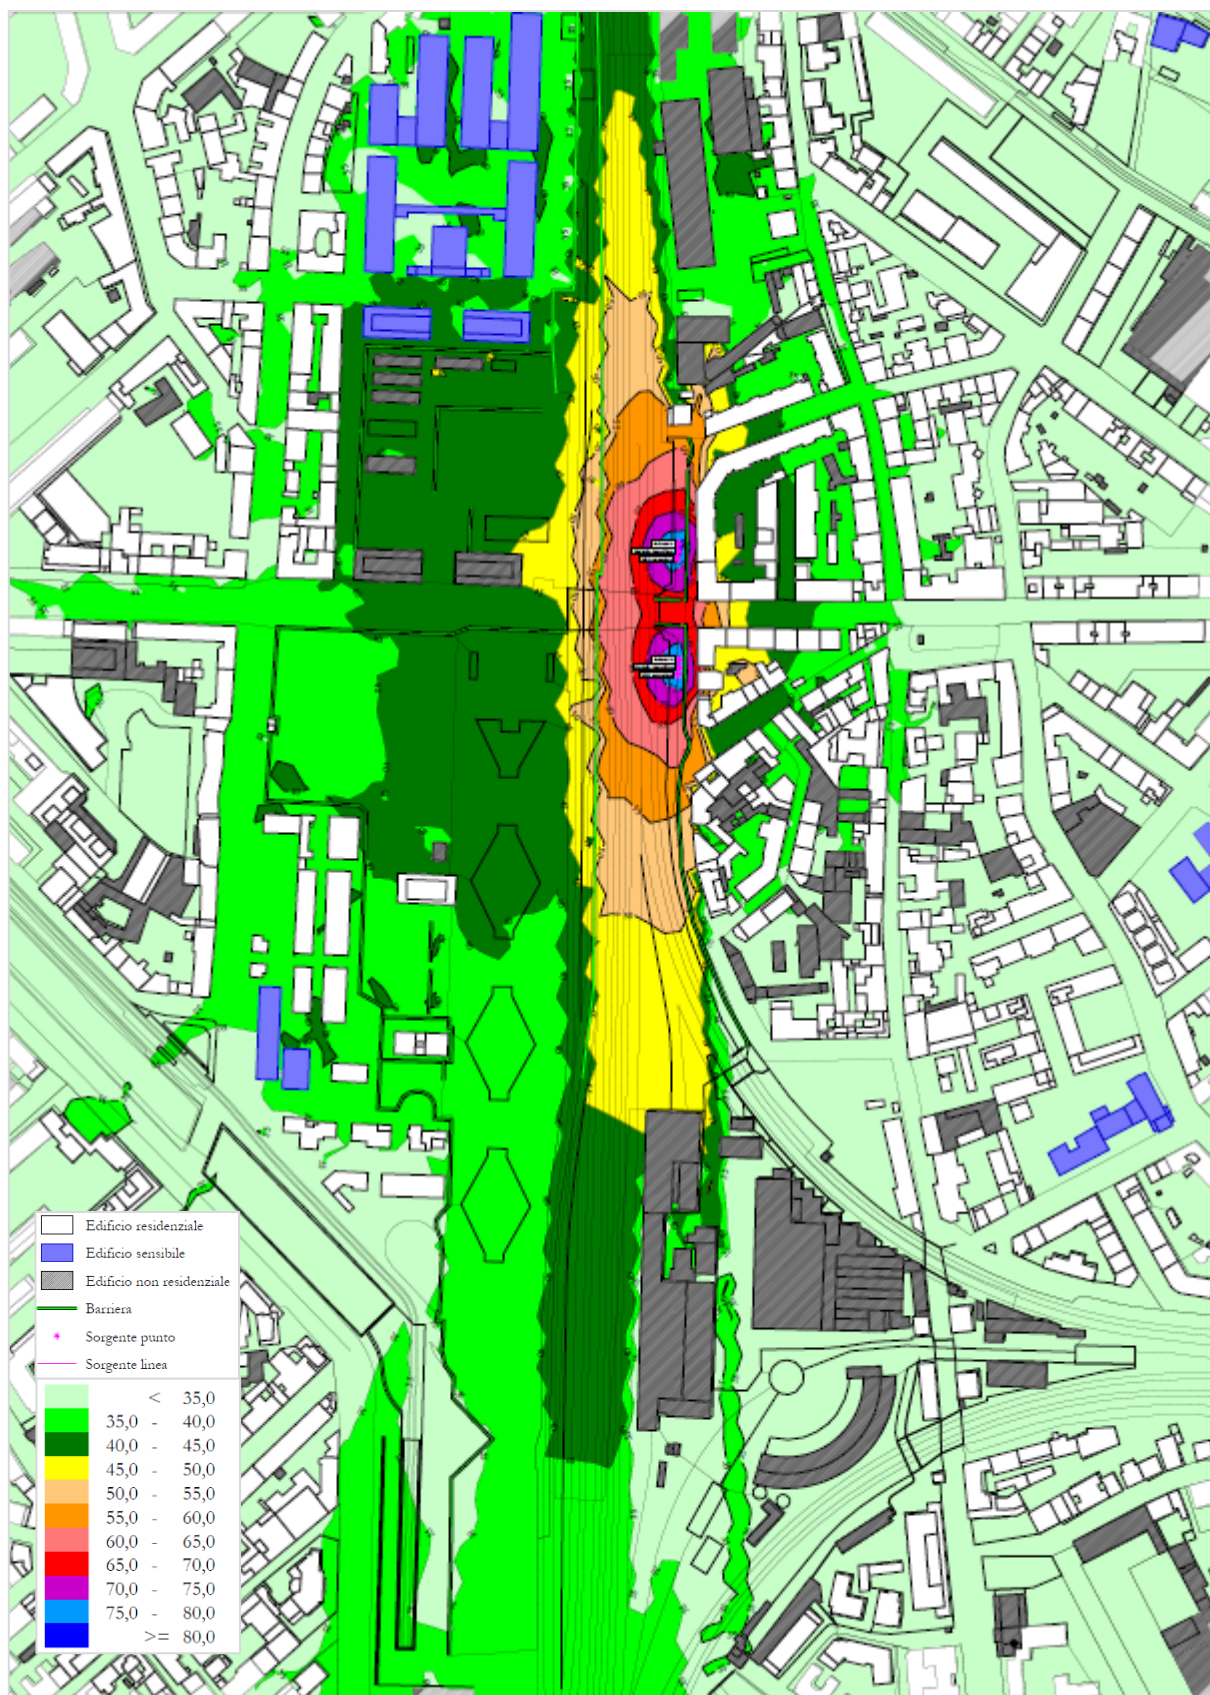 Edificio residenziale
Edificio sensibile
Edificio non residenziale
Barriera
Sorgente punto
Sorgente linea
< 35,0
35,0 - 40,0
40,0 - 45,0
45,0 - 50,0
50,0 - 55,0
55,0 - 60,0
60,0 - 65,0
65,0 - 70,0
70,0 - 75,0
75,0 - 80,0
>= 80,0